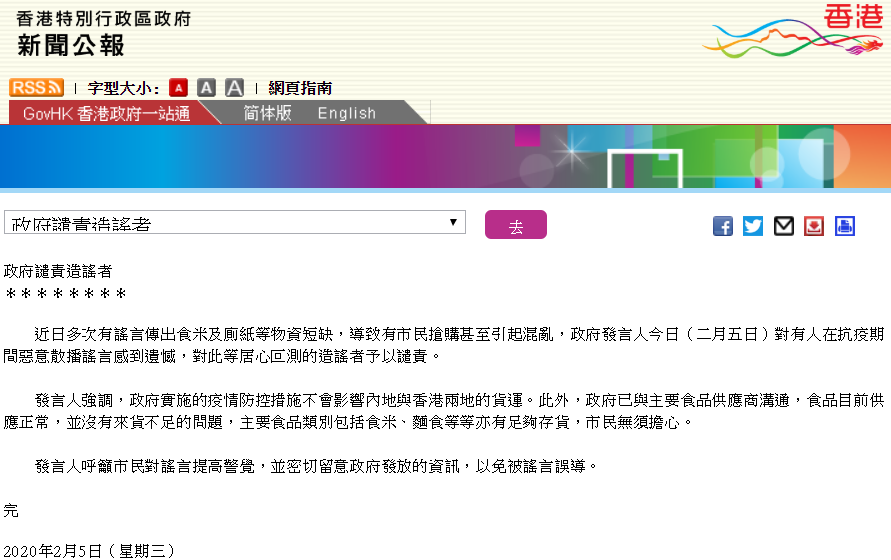 香港特別行政區政府
新聞公報
香港
RSS | 字型大小： A A A | 網頁指南
GovHK 香港政府一站通 简体版 English
政府譴責造謠者 ▼ 去
政府譴責造謠者
＊＊＊＊＊＊＊＊
近日多次有謠言傳出食米及廁紙等物資短缺，導致有市民搶購甚至引起混亂，政府發言人今日（二月五日）對有人在抗疫期
間惡意散播謠言感到遺憾，對此等居心叵測的造謠者予以譴責。
發言人強調，政府實施的疫情防控措施不會影響內地與香港兩地的貨運。此外，政府已與主要食品供應商溝通，食品目前供
應正常，並沒有來貨不足的問題，主要食品類別包括食米、麵食等等亦有足夠存貨，市民無須擔心。
發言人呼籲市民對謠言提高警覺，並密切留意政府發放的資訊，以免被謠言誤導。
完
2020年2月5日（星期三）